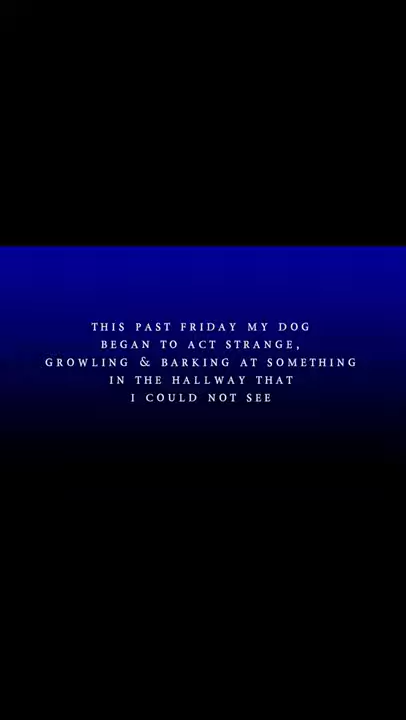 THIS PAST FRIDAY MY DOG
BEGAN TO ACT STRANGE,
GROWLING & BARKING AT SOMETHING
IN THE HALLWAY THAT
I COULD NOT SEE